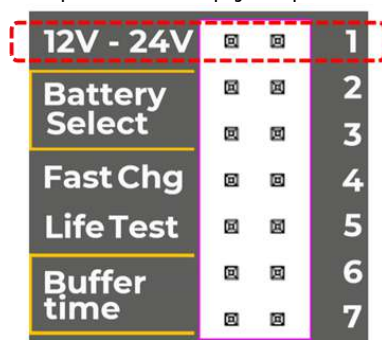 12V - 24V 1
Battery 2
Select 3
Fast Chg 4
Life Test 5
Buffer 6
time 7